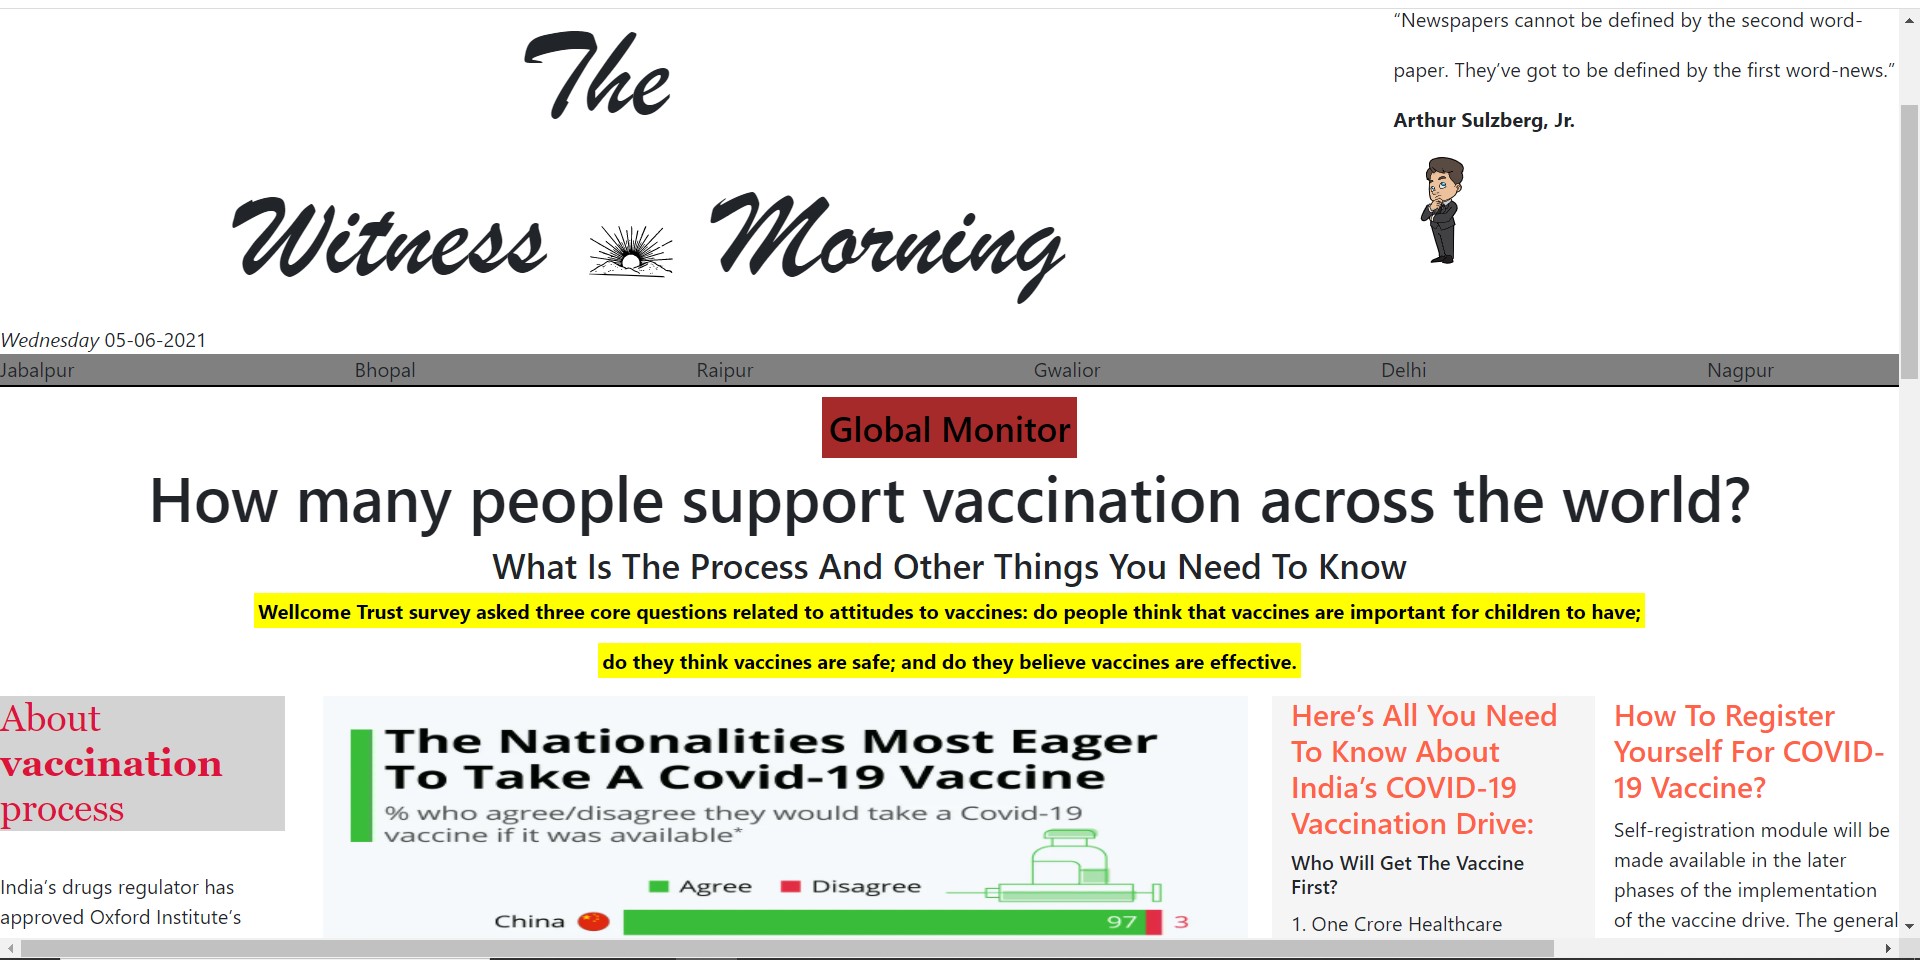 “Newspapers cannot be defined by the second word-
paper. They’ve got to be defined by the first word-news.”
Arthur Sulzberg, Jr.
The
Witness Morning
Wednesday 05-06-2021
Jabalpur Bhopal Raipur Gwalior Delhi Nagpur
Global Monitor
How many people support vaccination across the world?
What Is The Process And Other Things You Need To Know
Wellcome Trust survey asked three core questions related to attitudes to vaccines: do people think that vaccines are important for children to have;
do they think vaccines are safe; and do they believe vaccines are effective.
About
vaccination
process
India’s drugs regulator has
approved Oxford Institute’s
The Nationalities Most Eager
To Take A Covid-19 Vaccine
% who agree/disagree they would take a Covid-19
vaccine if it was available*
Agree Disagree
China 97 3
Here’s All You Need
To Know About
India’s COVID-19
Vaccination Drive:
Who Will Get The Vaccine
First?
1. One Crore Healthcare
How To Register
Yourself For COVID-
19 Vaccine?
Self-registration module will be
made available in the later
phases of the implementation
of the vaccine drive. The general